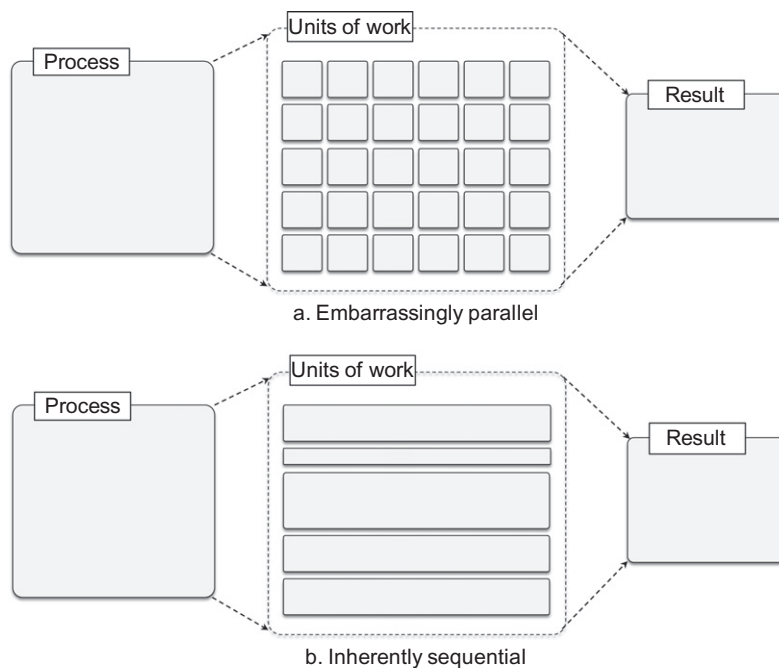 Units of work
Process
Result
a. Embarrassingly parallel
Units of work
Process
Result
b. Inherently sequential